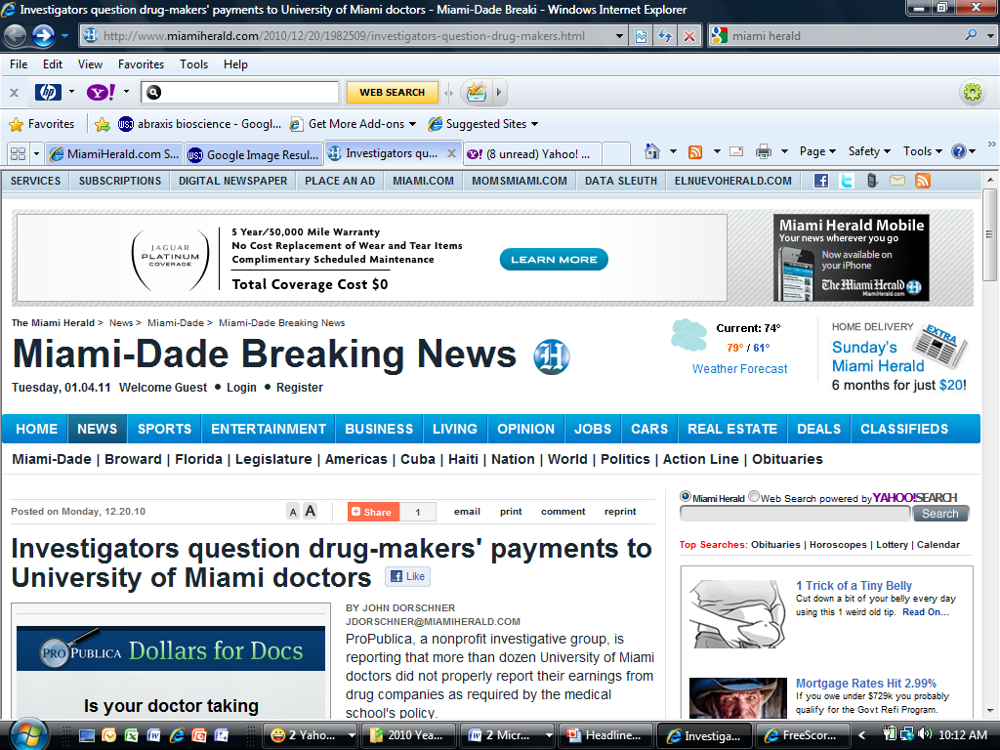 Investigators question drug-makers' payments to University of Miami doctors - Miami-Dade Breaki - Windows Internet Explorer
http://www.miamiherald.com/2010/12/20/1982509/investigators-question-drug-makers.html
miami herald
File Edit View Favorites Tools Help
x hp Y! WEB SEARCH
Favorites abraxis bioscience - Googl... Get More Add-ons Suggested Sites
MiamiHerald.com S... Google Image Resul... Investigators qu... x (8 unread) Yahoo! ... Page Safety Tools
SERVICES SUBSCRIPTIONS DIGITAL NEWSPAPER PLACE AN AD MIAMI.COM MOMSMIAMI.COM DATA SLEUTH ELNUEVOHERALD.COM
JAGUAR
PLATINUM
COVERAGE
5 Year/50,000 Mile Warranty
No Cost Replacement of Wear and Tear Items
Complimentary Scheduled Maintenance
Total Coverage Cost $0
LEARN MORE
Miami Herald Mobile
Your news wherever you go
Now available on
your iPhone
The Miami Herald
MiamiHerald.com
The Miami Herald > News > Miami-Dade > Miami-Dade Breaking News
Miami-Dade Breaking News H
Tuesday, 01.04.11 Welcome Guest • Login • Register
Current: 74°
79° / 61°
Weather Forecast
HOME DELIVERY
EXTRA
Sunday's
Miami Herald
6 months for just $20!
HOME NEWS SPORTS ENTERTAINMENT BUSINESS LIVING OPINION JOBS CARS REAL ESTATE DEALS CLASSIFIEDS
Miami-Dade | Broward | Florida | Legislature | Americas | Cuba | Haiti | Nation | World | Politics | Action Line | Obituaries
Posted on Monday, 12.20.10 A A Share 1 email print comment reprint
Investigators question drug-makers' payments to
University of Miami doctors Like
PROPUBLICA Dollars for Docs
Is your doctor taking
BY JOHN DORSCHNER
JDORSCHNER@MIAMIHERALD.COM
ProPublica, a nonprofit investigative group, is
reporting that more than dozen University of Miami
doctors did not properly report their earnings from
drug companies as required by the medical
school's policy.
Miami Herald Web Search powered by YAHOO! SEARCH
Search
Top Searches: Obituaries | Horoscopes | Lottery | Calendar
1 Trick of a Tiny Belly
Cut down a bit of your belly every day
using this 1 weird old tip. Read On...
Mortgage Rates Hit 2.99%
If you owe under $729k you probably
qualify for the Govt Refi Program.
2 Yaho... 2010 Yea... 2 Micr... Headline... Investiga... FreeScor... 10:12 AM